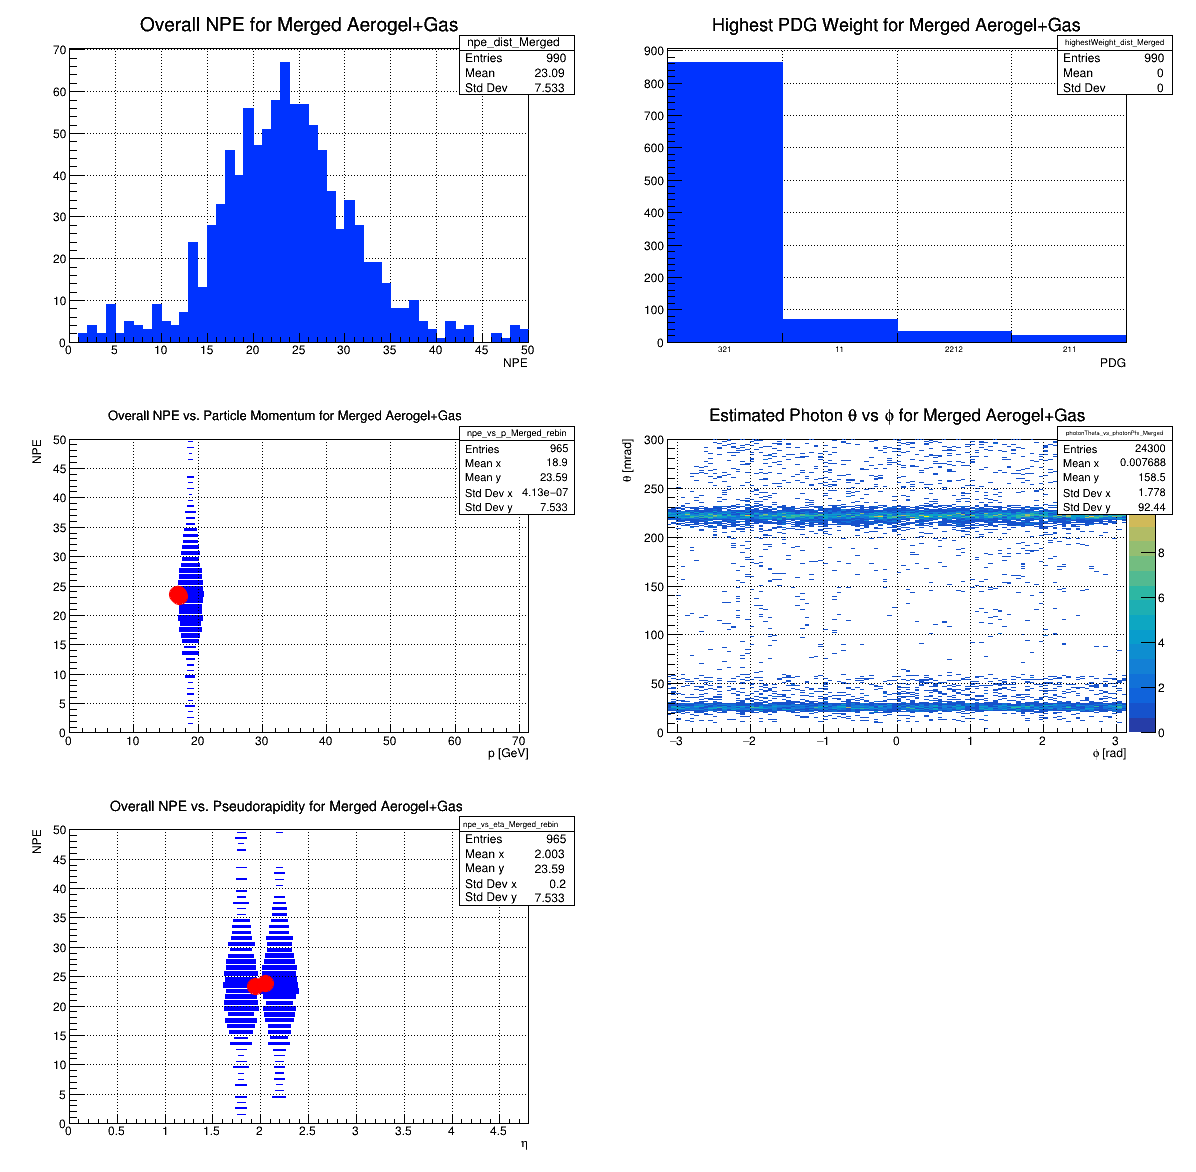 Overall NPE for Merged Aerogel+Gas
npe_dist_Merged
Entries 990
Mean 23.09
Std Dev 7.533
70
60
50
40
30
20
10
0
0 5 10 15 20 25 30 35 40 45 50
NPE
Highest PDG Weight for Merged Aerogel+Gas
highestWeight_dist_Merged
Entries 990
Mean 0
Std Dev 0
900
800
700
600
500
400
300
200
100
0
321 11 2212 211
PDG
Overall NPE vs. Particle Momentum for Merged Aerogel+Gas
npe_vs_p_Merged_rebin
Entries 965
Mean x 18.9
Mean y 23.59
Std Dev x 4.13e−07
Std Dev y 7.533
NPE
50
45
40
35
30
25
20
15
10
5
0
0 10 20 30 40 50 60 70
p [GeV]
Estimated Photon θ vs ϕ for Merged Aerogel+Gas
photonTheta_vs_photonPhi_Merged
Entries 24300
Mean x 0.007688
Mean y 158.5
Std Dev x 1.778
Std Dev y 92.44
θ [mrad]
300
250
200
150
100
50
0
−3 −2 −1 0 1 2 3
ϕ [rad]
8
6
4
2
0
Overall NPE vs. Pseudorapidity for Merged Aerogel+Gas
npe_vs_eta_Merged_rebin
Entries 965
Mean x 2.003
Mean y 23.59
Std Dev x 0.2
Std Dev y 7.533
NPE
50
45
40
35
30
25
20
15
10
5
0
0 0.5 1 1.5 2 2.5 3 3.5 4 4.5
η